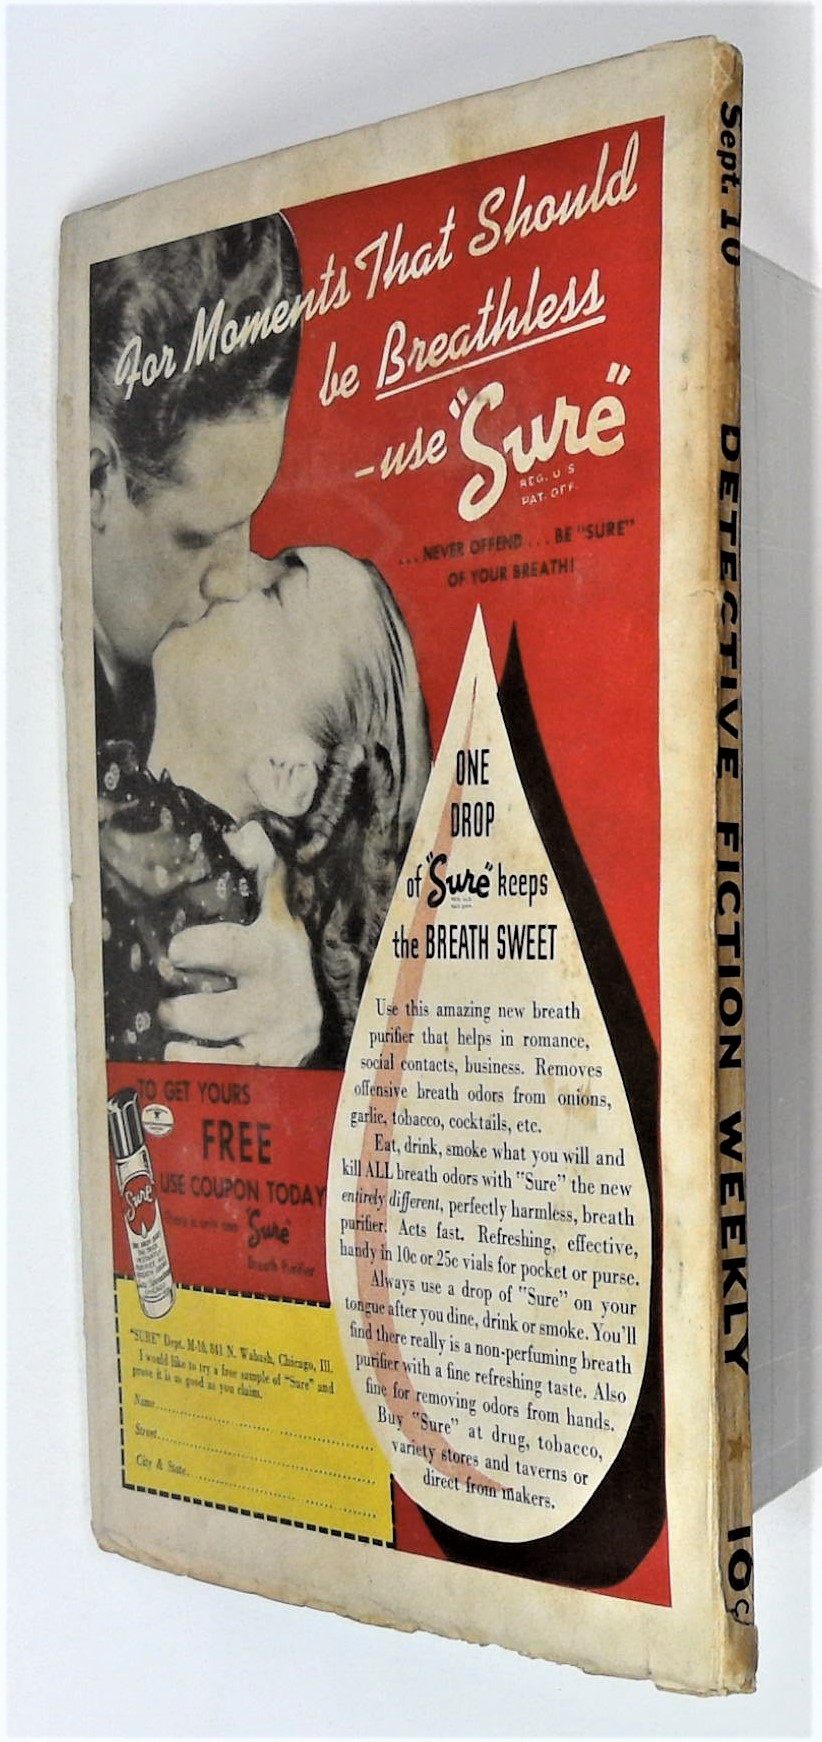 For Moments That Should
be Breathless
-use "Sure"
REG. U S
PAT. OFF.
...NEVER OFFEND...BE "SURE"
OF YOUR BREATH!
ONE
DROP
of "Sure" keeps
the BREATH SWEET
Use this amazing new breath
purifier that helps in romance,
social contacts, business. Removes
offensive breath odors from onions,
garlic, tobacco, cocktails, etc.
Eat, drink, smoke what you will and
kill ALL breath odors with "Sure" the new
entirely different, perfectly harmless, breath
purifier. Acts fast. Refreshing, effective,
handy in 10c or 25c vials for pocket or purse.
Always use a drop of "Sure" on your
tongue after you dine, drink or smoke. You'll
find there really is a non-perfuming breath
purifier with a fine refreshing taste. Also
fine for removing odors from hands.
Buy "Sure" at drug, tobacco,
variety stores and taverns or
direct from makers.
TO GET YOURS
FREE
USE COUPON TODAY
There is only one "Sure"
Breath Purifier
Sure
"SURE" Dept. M-10, 841 N. Wabash, Chicago, Ill.
I would like to try a free sample of "Sure" and
prove it is as good as you claim.
Name
Street
City & State
Sept. 10 DETECTIVE FICTION WEEKLY 10¢